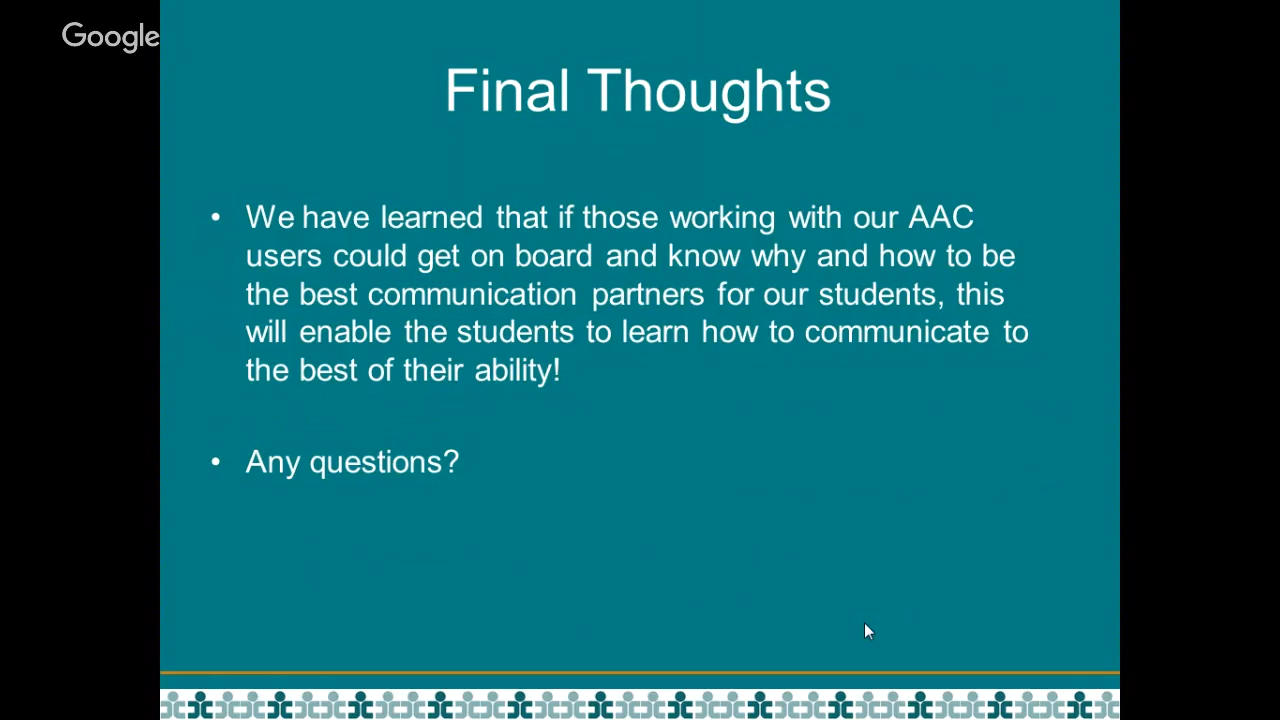 Google
Final Thoughts
• We have learned that if those working with our AAC
users could get on board and know why and how to be
the best communication partners for our students, this
will enable the students to learn how to communicate to
the best of their ability!
• Any questions?